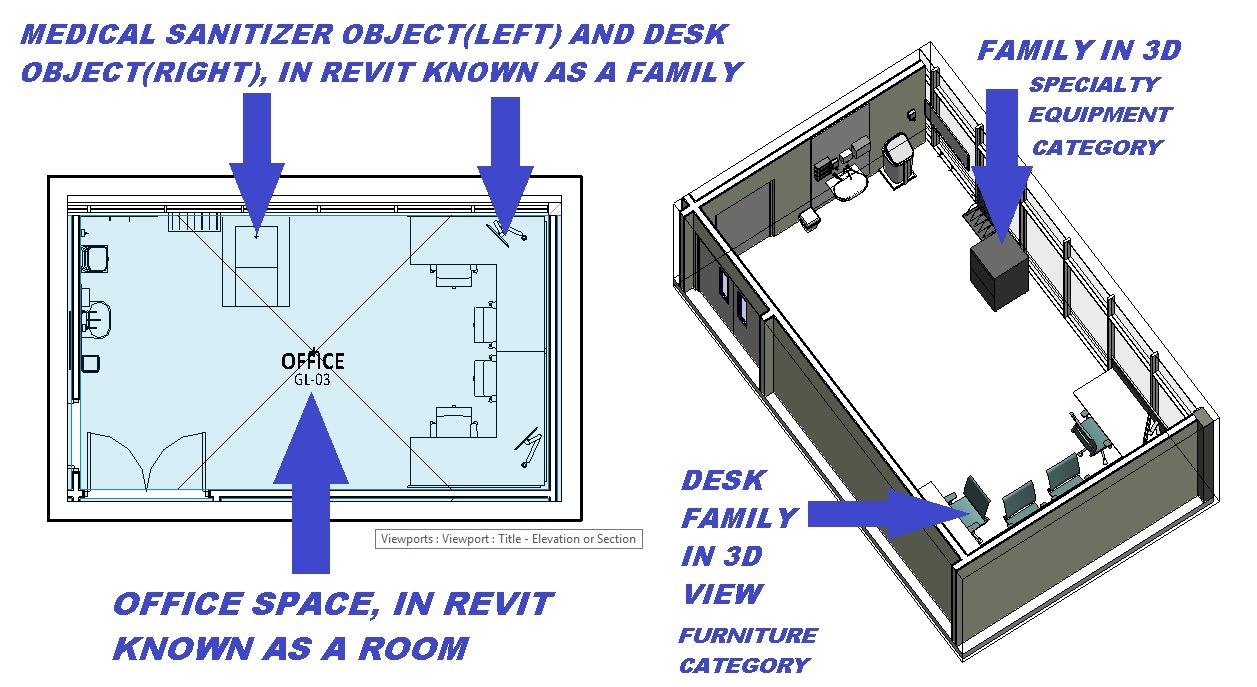 MEDICAL SANITIZER OBJECT(LEFT) AND DESK
OBJECT(RIGHT), IN REVIT KNOWN AS A FAMILY
FAMILY IN 3D
SPECIALTY
EQUIPMENT
CATEGORY
OFFICE
GL-03
Viewports : Viewport : Title - Elevation or Section
OFFICE SPACE, IN REVIT
KNOWN AS A ROOM
DESK
FAMILY
IN 3D
VIEW
FURNITURE
CATEGORY